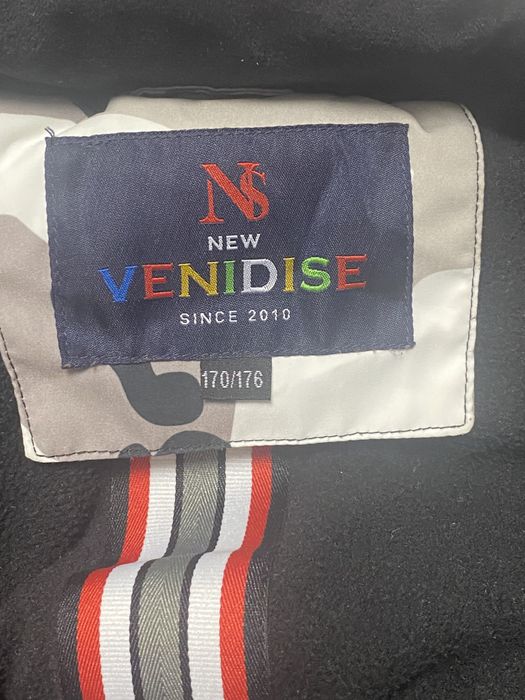 NS
NEW
VENIDISE
SINCE 2010
170/176